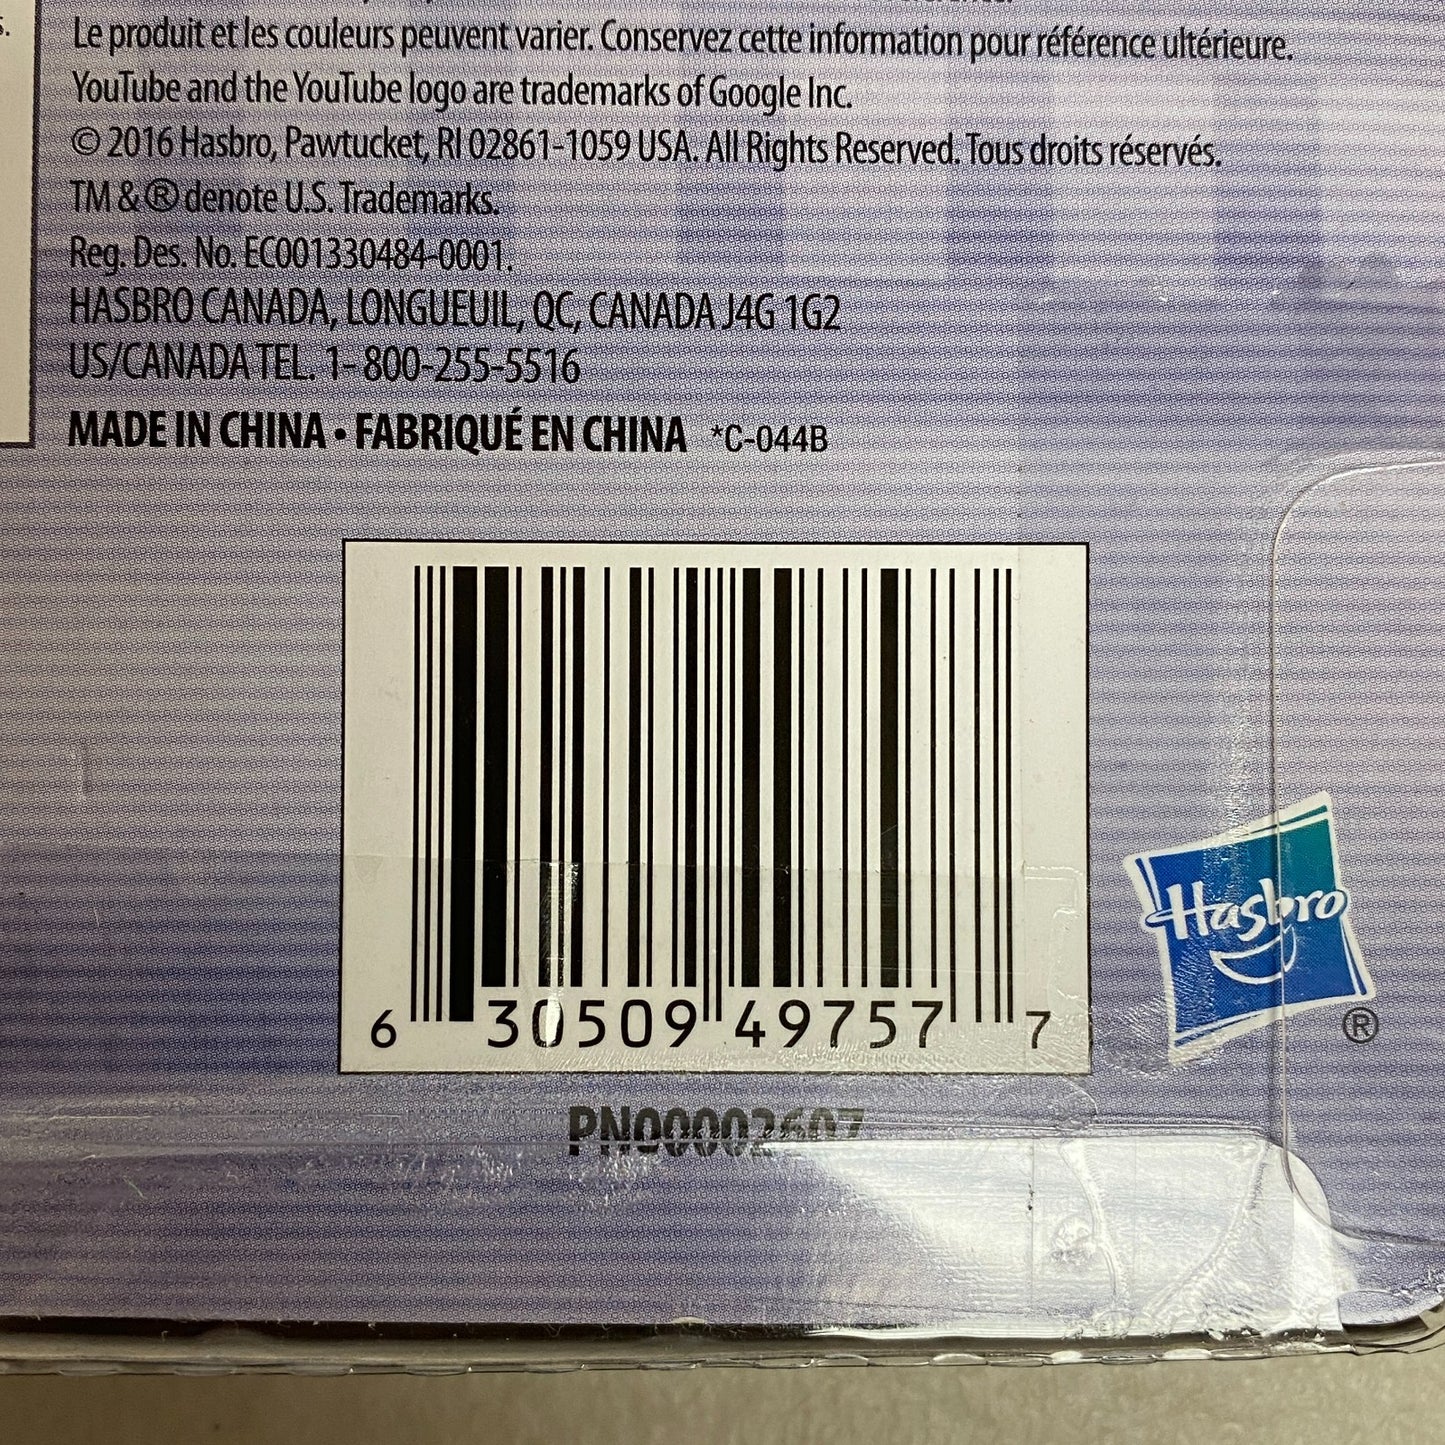 s.
Le produit et les couleurs peuvent varier. Conservez cette information pour référence ultérieure.
YouTube and the YouTube logo are trademarks of Google Inc.
© 2016 Hasbro, Pawtucket, RI 02861-1059 USA. All Rights Reserved. Tous droits réservés.
TM & ® denote U.S. Trademarks.
Reg. Des. No. EC001330484-0001.
HASBRO CANADA, LONGUEUIL, QC, CANADA J4G 1G2
US/CANADA TEL. 1- 800-255-5516
MADE IN CHINA • FABRIQUÉ EN CHINA *C-044B
6 30509 49757 7
Hasbro ®
PN00002607